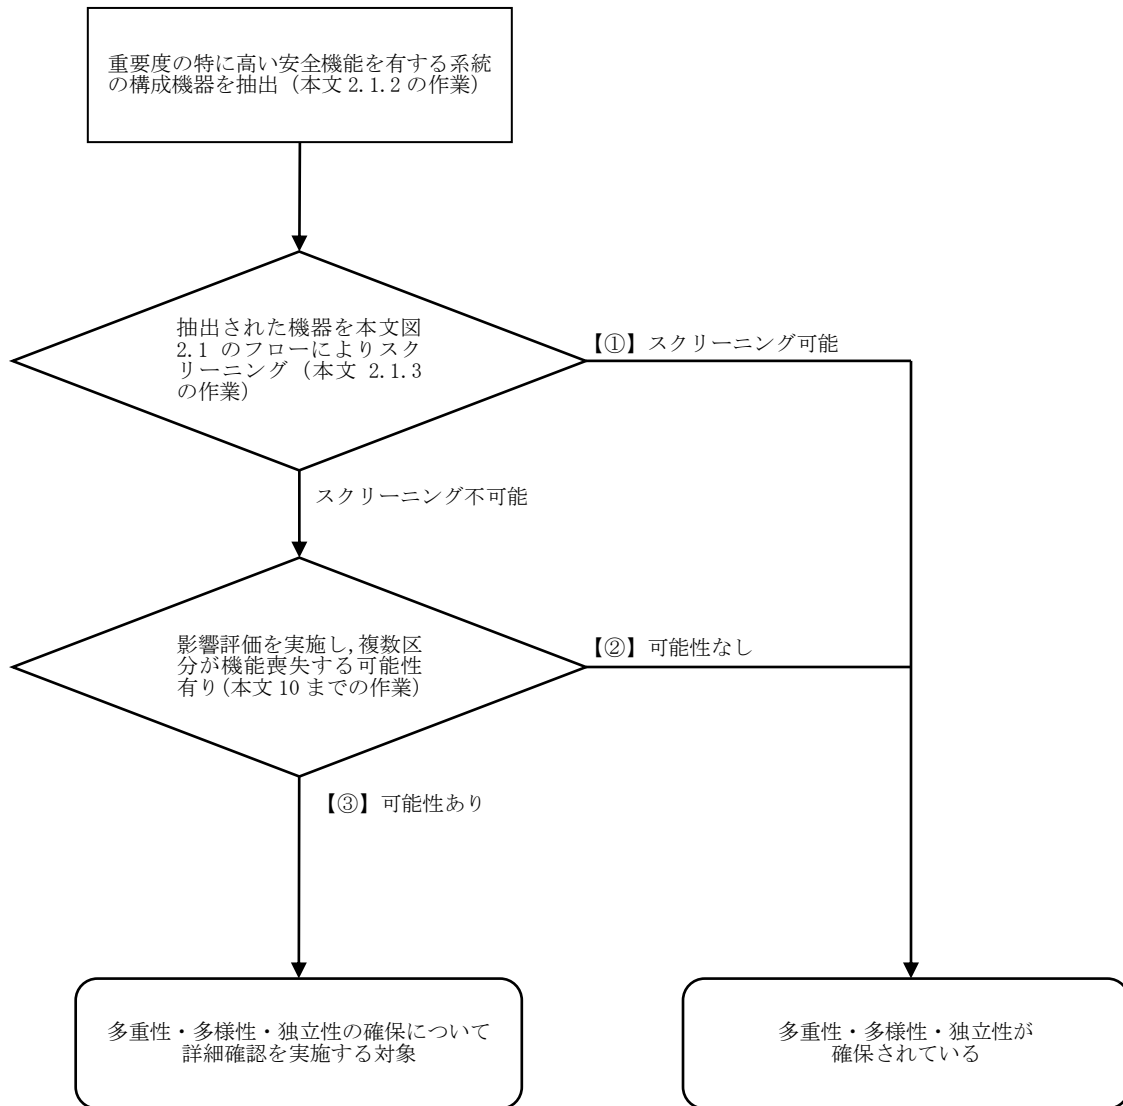 重要度の特に高い安全機能を有する系統
の構成機器を抽出（本文 2.1.2 の作業）
抽出された機器を本文図
2.1 のフローによりスク
リーニング（本文 2.1.3
の作業）
【①】スクリーニング可能
スクリーニング不可能
影響評価を実施し,複数区
分が機能喪失する可能性
有り(本文 10 までの作業)
【②】可能性なし
【③】可能性あり
多重性・多様性・独立性の確保について
詳細確認を実施する対象
多重性・多様性・独立性が
確保されている